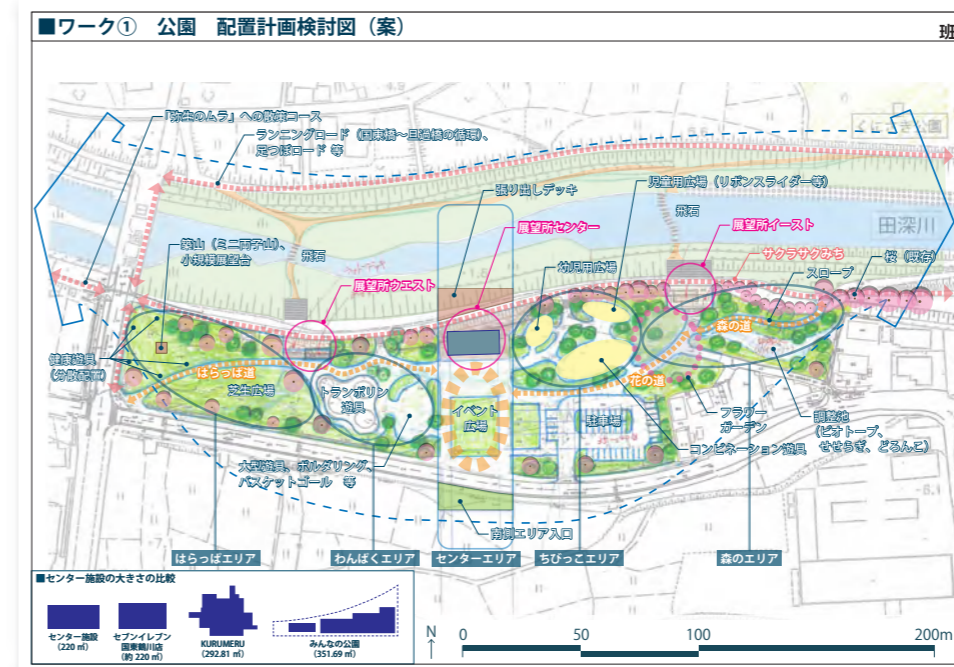 ■ワーク① 公園 配置計画検討図（案）
班
「弥生のムラ」への散策コース
ランニングロード（国東橋〜旦過橋の循環）、
足つぼロード 等
張り出しデッキ
児童用広場（リボンスライダー等）
飛石
展望所イースト
田深川
築山（ミニ両子山）、
小規模展望台
飛石
展望所センター
幼児用広場
サクラサクみち
桜（既存）
スロープ
展望所ウエスト
森の道
健康遊具
（分散配置）
はらっぱ道
芝生広場
トランポリン
遊具
イベント
広場
花の道
駐車場
フラワー
ガーデン
調整池
（ビオトープ、
せせらぎ、どろんこ）
コンビネーション遊具
大型遊具、ボルダリング、
バスケットゴール 等
南側エリア入口
はらっぱエリア
わんぱくエリア
センターエリア
ちびっこエリア
森のエリア
■センター施設の大きさの比較
センター施設
（220 ㎡）
セブンイレブン
国東鶴川店
（約 220 ㎡）
KURUMERU
（292.81 ㎡）
みんなの公園
（351.69 ㎡）
N
0
50
100
200m